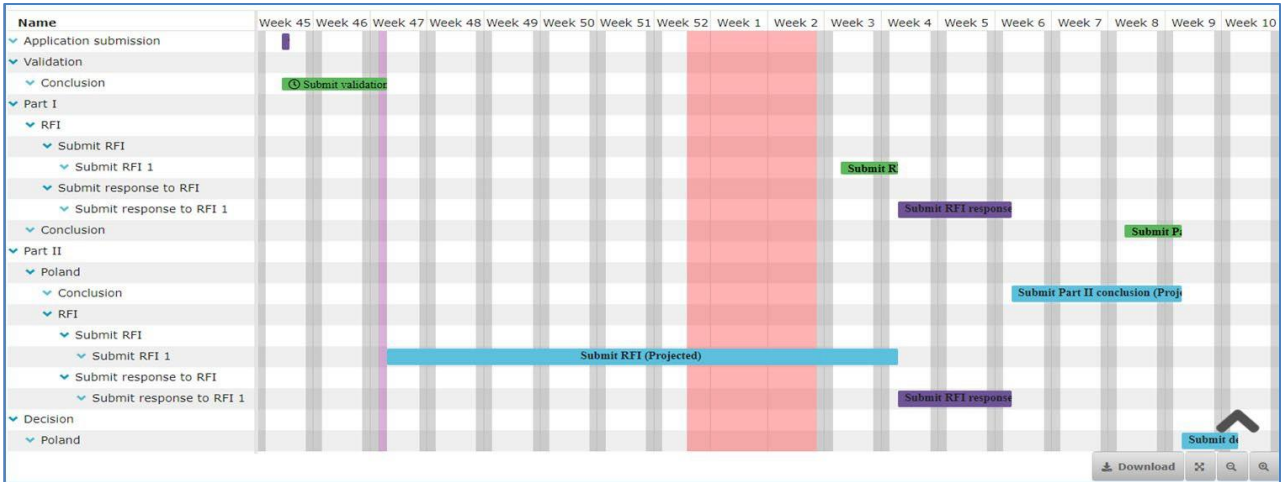 Name Week 45 Week 46 Week 47 Week 48 Week 49 Week 50 Week 51 Week 52 Week 1 Week 2 Week 3 Week 4 Week 5 Week 6 Week 7 Week 8 Week 9 Week 10
Application submission
Validation
Conclusion Submit validation
Part I
RFI
Submit RFI
Submit RFI 1 Submit R
Submit response to RFI
Submit response to RFI 1 Submit RFI response
Conclusion Submit Pa
Part II
Poland
Conclusion Submit Part II conclusion (Proj
RFI
Submit RFI
Submit RFI 1 Submit RFI (Projected)
Submit response to RFI
Submit response to RFI 1 Submit RFI response
Decision
Poland Submit de
Download